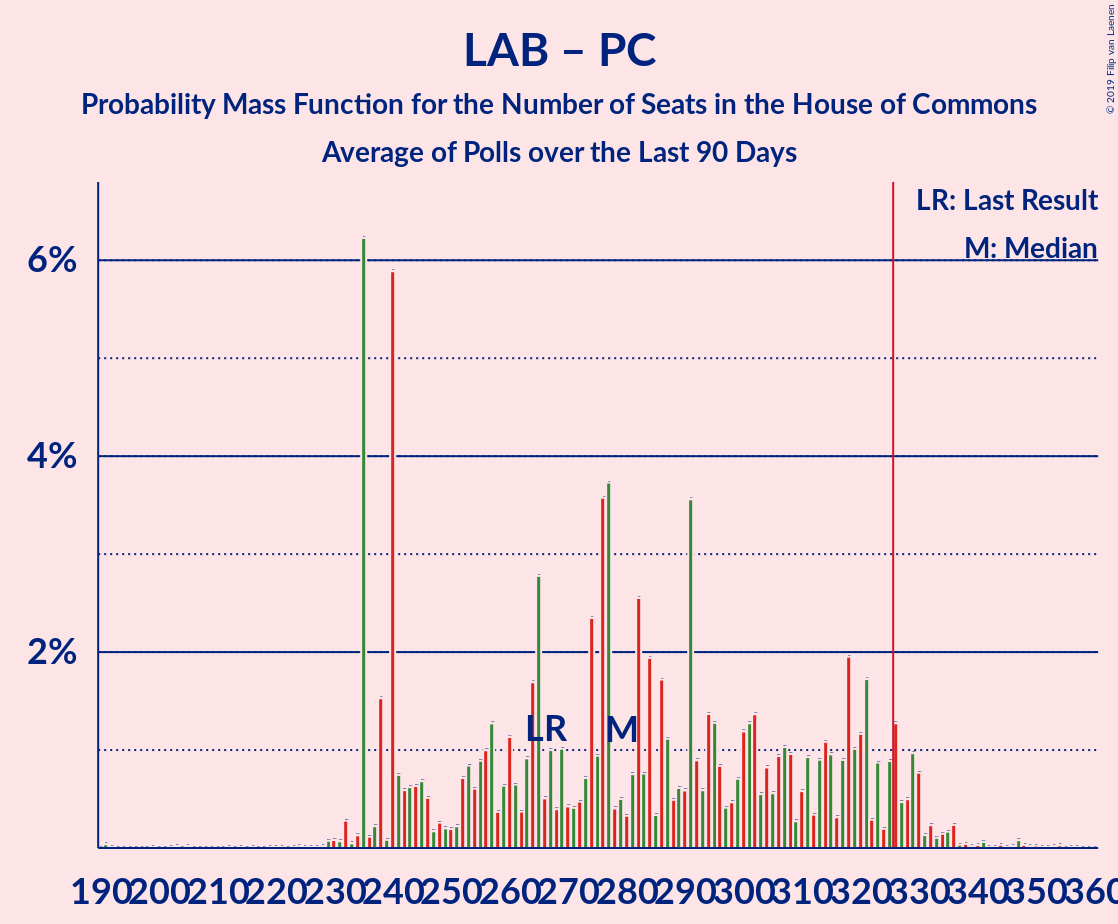 LAB – PC
Probability Mass Function for the Number of Seats in the House of Commons
Average of Polls over the Last 90 Days
© 2019 Filip van Laenen
LR: Last Result
M: Median
6%
4%
2%
LR
M
190 200 210 220 230 240 250 260 270 280 290 300 310 320 330 340 350 360